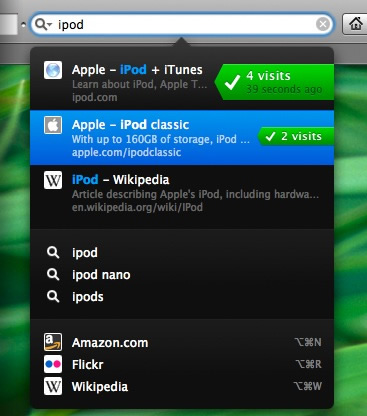 ipod
Apple – iPod + iTunes
4 visits
Learn about iPod, Apple T...
39 seconds ago
ipod.com
Apple – iPod classic
With up to 160GB of storage, iPod ...
2 visits
apple.com/ipodclassic
W iPod – Wikipedia
Article describing Apple's iPod, including hardwa...
en.wikipedia.org/wiki/IPod
ipod
ipod nano
ipods
a Amazon.com ⌥⌘N
Flickr ⌥⌘R
W Wikipedia ⌥⌘W